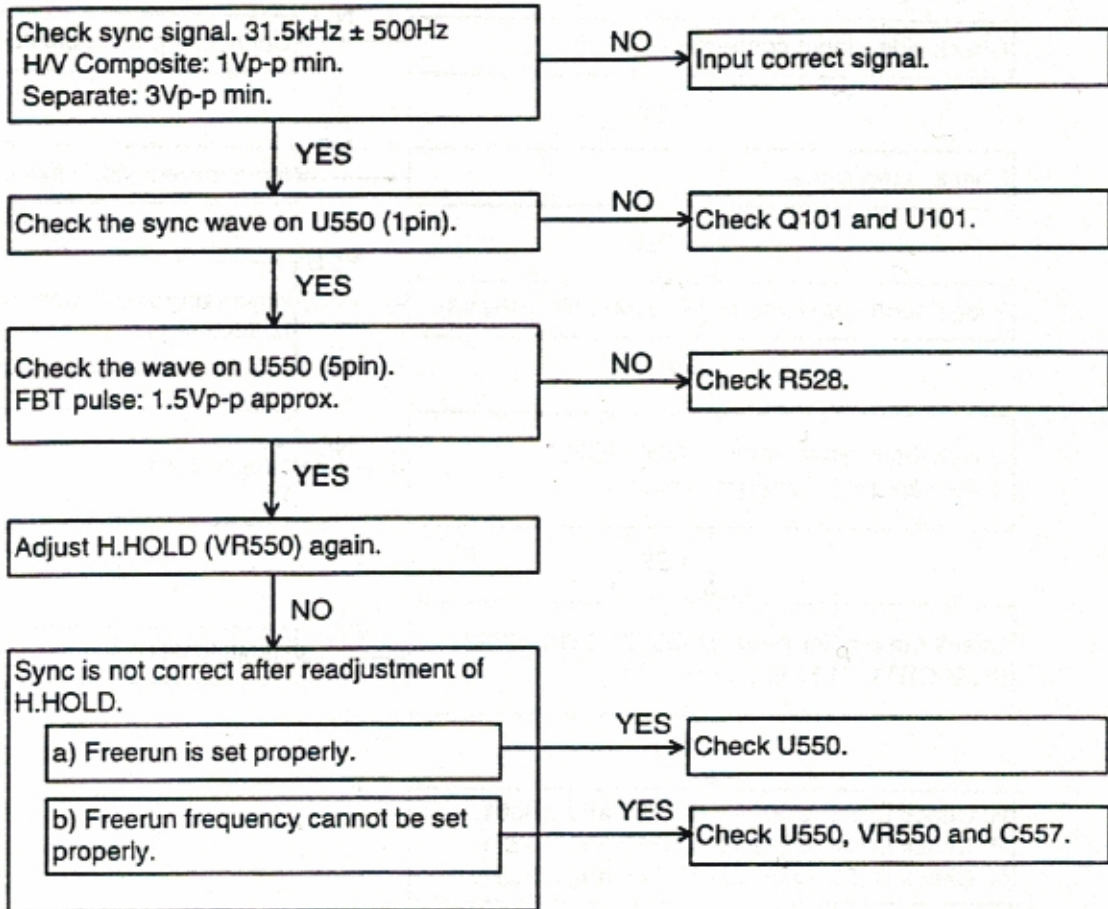 Check sync signal. 31.5kHz ± 500Hz
H/V Composite: 1Vp-p min.
Separate: 3Vp-p min.
NO
Input correct signal.
YES
Check the sync wave on U550 (1pin).
NO
Check Q101 and U101.
YES
Check the wave on U550 (5pin).
FBT pulse: 1.5Vp-p approx.
NO
Check R528.
YES
Adjust H.HOLD (VR550) again.
NO
Sync is not correct after readjustment of
H.HOLD.
a) Freerun is set properly.
YES
Check U550.
b) Freerun frequency cannot be set
properly.
YES
Check U550, VR550 and C557.